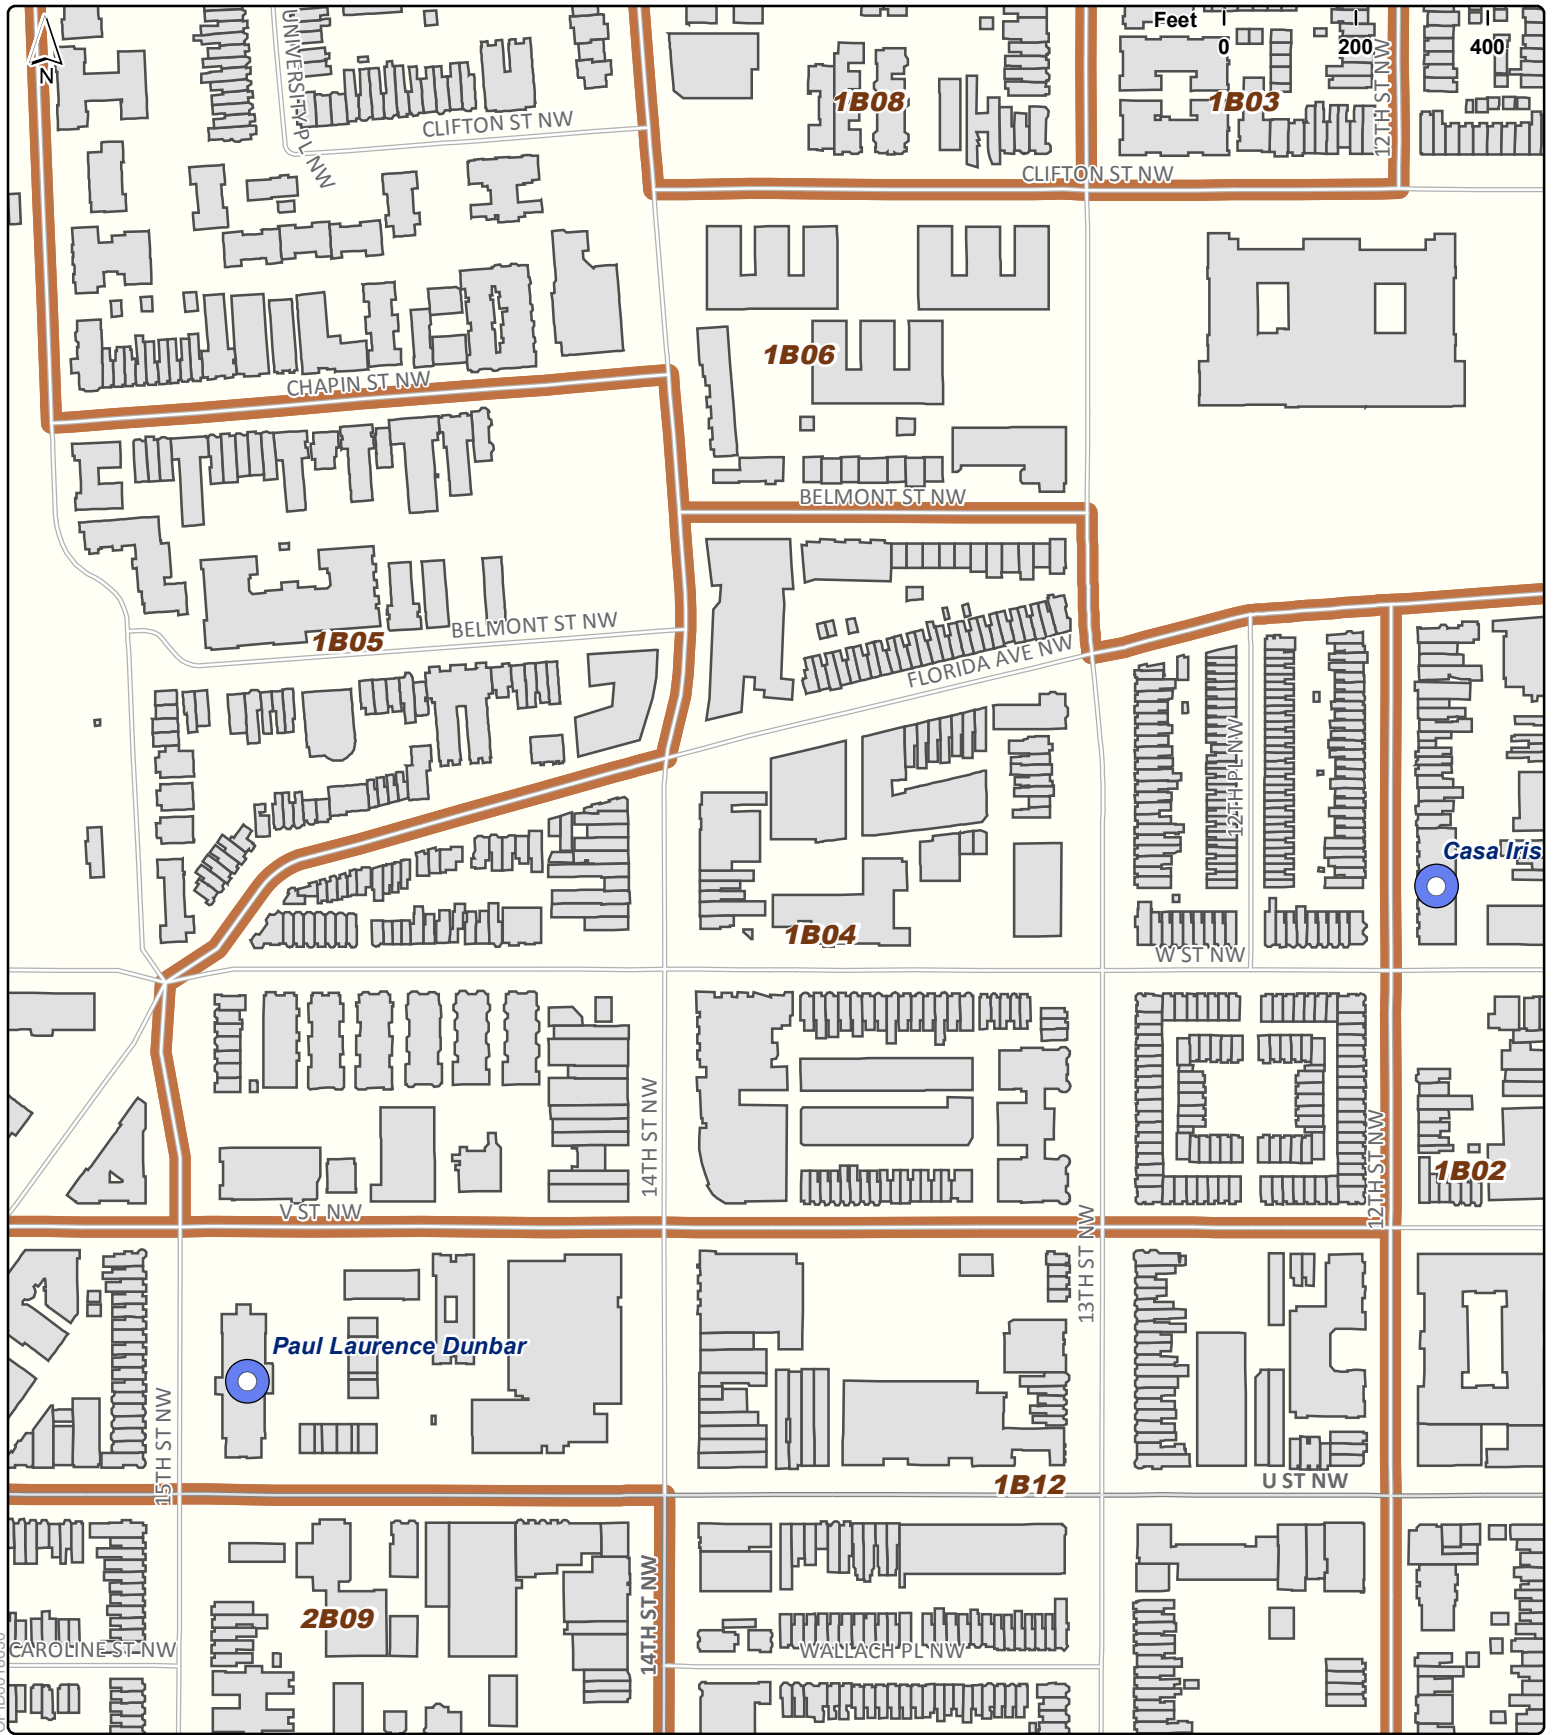 Feet
0
200
400
N
UNIVERSITY PL NW
CLIFTON ST NW
1B08
1B03
12TH ST NW
CLIFTON ST NW
1B06
CHAPIN ST NW
BELMONT ST NW
1B05
BELMONT ST NW
FLORIDA AVE NW
12TH PL NW
Casa Iris
1B04
W ST NW
14TH ST NW
12TH ST NW
1B02
V ST NW
13TH ST NW
Paul Laurence Dunbar
15TH ST NW
1B12
U ST NW
2B09
14TH ST NW
CAROLINE ST NW
WALLACH PL NW